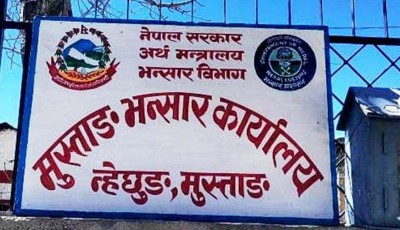 नेपाल सरकार
अर्थ मन्त्रालय
भन्सार विभाग
मुस्ताङ भन्सार कार्यालय
न्हेघुङ, मुस्ताङ